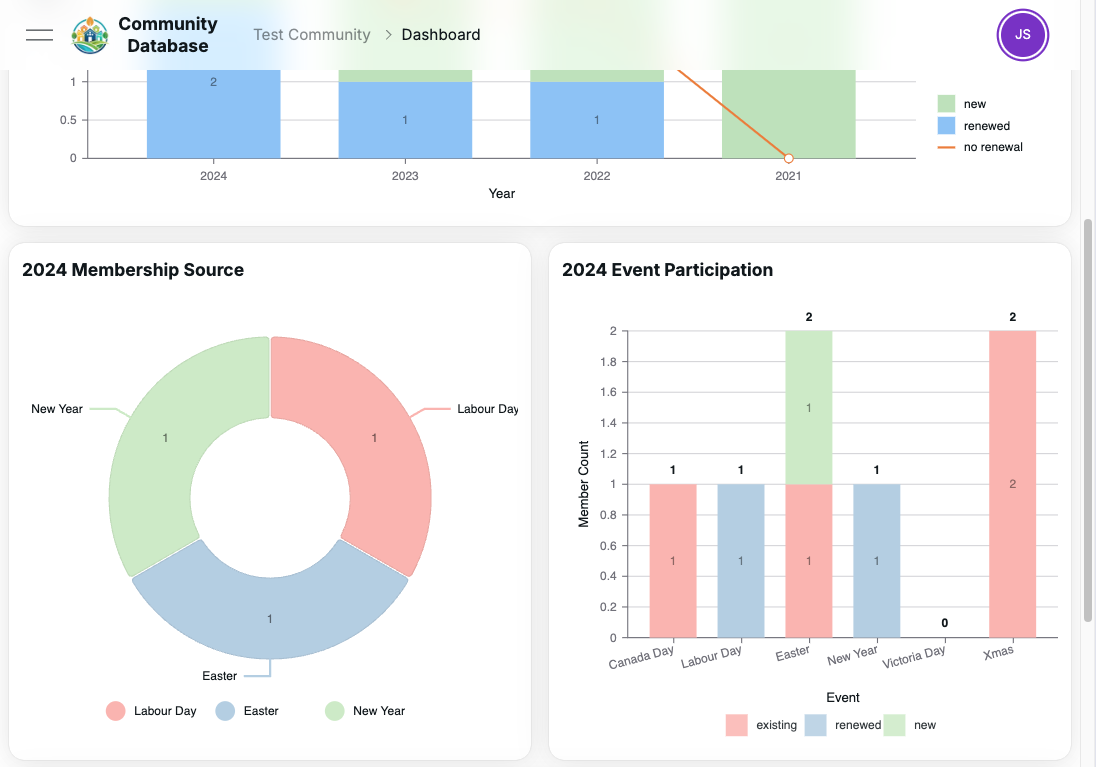 Community
Database
Test Community > Dashboard
JS
1
0.5
0
2
1
1
2024
2023
2022
2021
Year
new
renewed
no renewal
2024 Membership Source
New Year
Labour Day
1
1
1
Easter
Labour Day
Easter
New Year
2024 Event Participation
2
1.8
1.6
1.4
1.2
1
0.8
0.6
0.4
0.2
0
Member Count
1
1
2
1
0
2
1
1
1
1
1
2
Canada Day
Labour Day
Easter
New Year
Victoria Day
Xmas
Event
existing
renewed
new